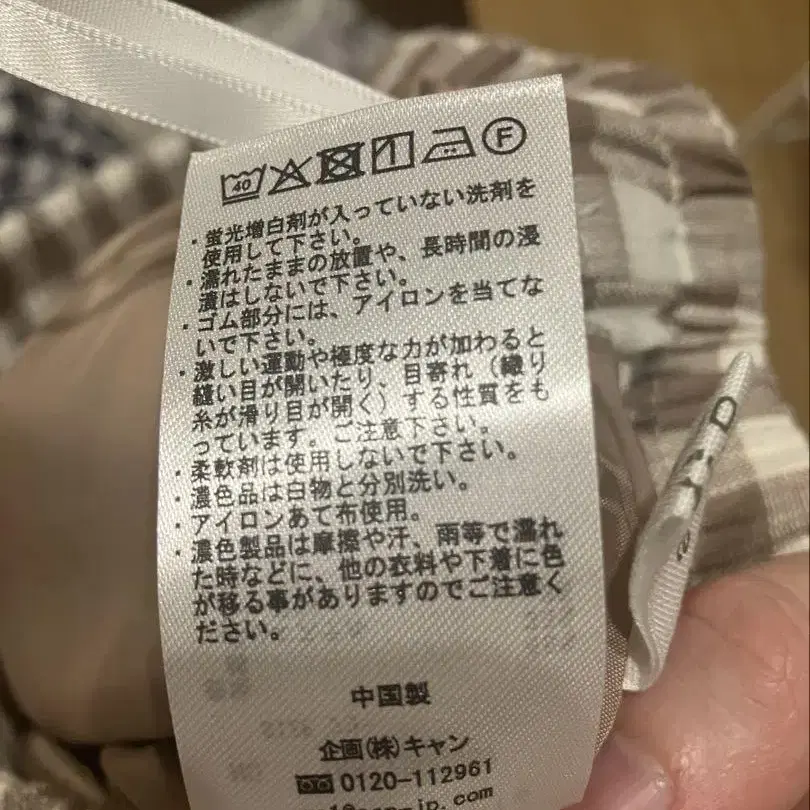 40 F
・蛍光増白剤が入っていない洗剤を
使用して下さい。
・濡れたままの放置や、長時間の浸
漬はしないで下さい。
・ゴム部分には、アイロンを当てな
いで下さい。
・激しい運動や極度な力が加わると
縫い目が開いたり、目寄れ（織り
糸が滑り目が開く）する性質をも
っています。ご注意下さい。
・柔軟剤は使用しないで下さい。
・濃色品は白物と分別洗い。
・アイロンあて布使用。
・濃色製品は摩擦や汗、雨等で濡れ
た時などに、他の衣料や下着に色
が移る事がありますのでご注意く
ださい。
中国製
企画(株)キャン
0120-112961